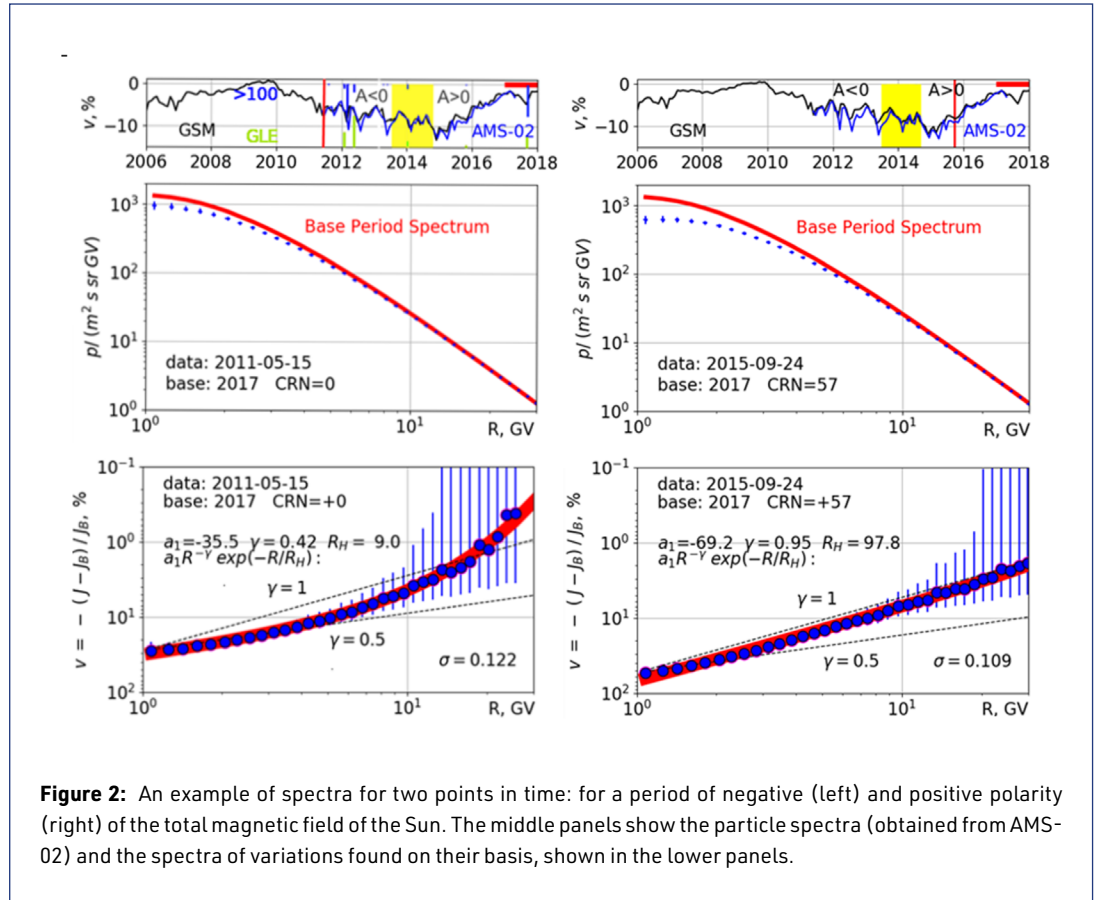 -
0
−10
v, %
>100
A<0
A>0
GSM
GLE
AMS-02
2006 2008 2010 2012 2014 2016 2018
0
−10
v, %
A<0
A>0
GSM
AMS-02
2006 2008 2010 2012 2014 2016 2018
10³
10²
10¹
10⁰
p/ (m² s sr GV)
Base Period Spectrum
data: 2011-05-15
base: 2017 CRN=0
10⁰ 10¹ R, GV
10³
10²
10¹
10⁰
p/ (m² s sr GV)
Base Period Spectrum
data: 2015-09-24
base: 2017 CRN=57
10⁰ 10¹ R, GV
10⁻¹
10⁰
10¹
10²
v = − (J − J_B) / J_B, %
data: 2011-05-15
base: 2017 CRN=+0
a₁=-35.5 γ=0.42 R_H= 9.0
a₁R^−γ exp(−R/R_H) :
γ = 1
γ = 0.5
σ = 0.122
10⁰ 10¹ R, GV
10⁻¹
10⁰
10¹
10²
v = − (J − J_B) / J_B, %
data: 2015-09-24
base: 2017 CRN=+57
a₁=-69.2 γ=0.95 R_H=97.8
a₁R^−γ exp(−R/R_H) :
γ = 1
γ = 0.5 σ = 0.109
10⁰ 10¹ R, GV
Figure 2: An example of spectra for two points in time: for a period of negative (left) and positive polarity
(right) of the total magnetic field of the Sun. The middle panels show the particle spectra (obtained from AMS-
02) and the spectra of variations found on their basis, shown in the lower panels.